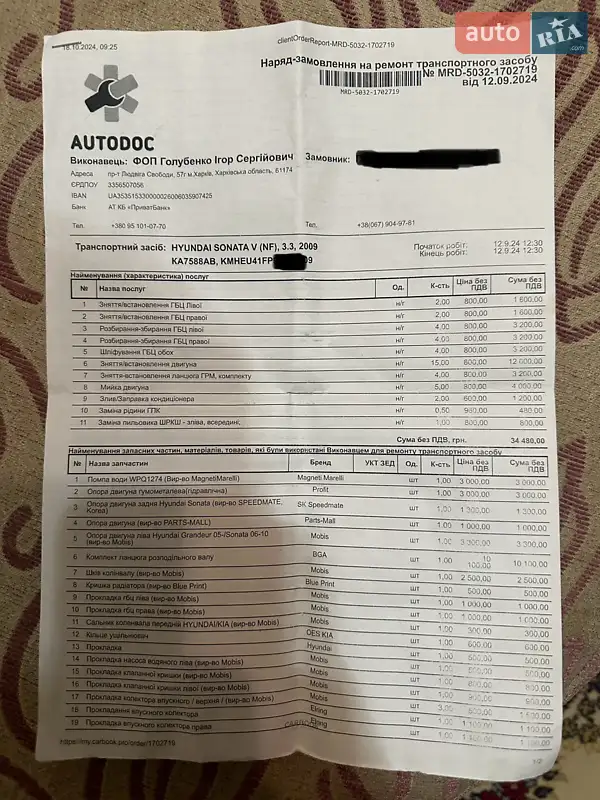 auto RIA .com
18.10.2024, 09:25
clientOrderReport-MRD-5032-1702719
Наряд-Замовлення на ремонт транспортного засобу
№ MRD-5032-1702719
від 12.09.2024
MRD-5032-1702719
AUTODOC
Виконавець: ФОП Голубенко Ігор Сергійович Замовник:
Адреса пр-т Людвіга Свободи, 57г м.Харків, Харківська область, 61174
ЄРДПОУ 3356507056
IBAN UA353515330000026006035907425
Банк АТ КБ «ПриватБанк»
Тел. +380 95 101-07-70 Тел. +38(067) 904-97-61
Транспортний засіб: HYUNDAI SONATA V (NF), 3.3, 2009 Початок робіт: 12.9.24 12:30
KA7588AB, KMHEU41FP 09 Кінець робіт: 12.9.24 12:30
Найменування (характеристика) послуг
№ Назва послуг Од. К-сть Ціна без ПДВ Сума без ПДВ
1 Зняття/встановлення ГБЦ Лівої н/г 2,00 800,00 1 600,00
2 Зняття/встановлення ГБЦ правої н/г 2,00 800,00 1 600,00
3 Розбирання-збирання ГБЦ лівої н/г 4,00 800,00 3 200,00
4 Розбирання-збирання ГБЦ правої н/г 4,00 800,00 3 200,00
5 Шліфування ГБЦ обох н/г 4,00 800,00 3 200,00
6 Зняття/встановлення двигуна н/г 15,00 800,00 12 000,00
7 Зняття-встановлення ланцюга ГРМ, комплекту н/г 4,00 800,00 3 200,00
8 Мийка двигуна н/г 5,00 800,00 4 000,00
9 Злив/Заправка кондиціонера н/г 2,00 600,00 1 200,00
10 Заміна рідини ГПК н/г 0,50 960,00 480,00
11 Заміна пильовика ШРКШ - зліва, всередині, н/г 1,00 800,00 800,00
Сума без ПДВ, грн. 34 480,00
Найменування запасних частин, матеріалів, товарів, які були використані Виконавцем для ремонту транспортного засобу
№ Назва запчастин Бренд УКТ ЗЕД Од. К-сть Ціна без ПДВ Сума без ПДВ
1 Помпа води WPQ1274 (Вир-во MagnetiMarelli) Magneti Marelli шт 1,00 3 000,00 3 000,00
2 Опора двигуна гумометалева(гідравлічна) Profit шт 1,00 3 000,00 3 000,00
3 Опора двигуна задня Hyundai Sonata (вир-во SPEEDMATE, Korea) SK Speedmate шт 1,00 1 300,00 1 300,00
4 Опора двигуна (вир-во PARTS-MALL) Parts-Mall шт 1,00 1 000,00 1 000,00
5 Опора двигуна ліва Hyundai Grandeur 05-/Sonata 06-10 (вир-во Mobis) Mobis шт 1,00 3 300,00 3 300,00
6 Комплект ланцюга розподільного валу BGA шт 1,00 10 100,00 10 100,00
7 Шків колінвалу (вир-во Mobis) Mobis шт 1,00 2 500,00 2 500,00
8 Кришка радіатора (вир-во Blue Print) Blue Print шт 1,00 500,00 500,00
9 Прокладка гбц ліва (вир-во Mobis) Mobis шт 1,00 1 000,00 1 000,00
10 Прокладка гбц права (вир-во Mobis) Mobis шт 1,00 1 000,00 1 000,00
11 Сальник колінвала передній HYUNDAI/KIA (вир-во Mobis) Mobis шт 1,00 300,00 300,00
12 Кільце ущільнювач OES KIA шт 1,00 600,00 600,00
13 Прокладка Hyundai шт 1,00 500,00 500,00
14 Прокладка насоса водяного ліва (вир-во Mobis) Mobis шт 1,00 500,00
15 Прокладка клапанної кришки (вир-во Mobis) Mobis шт 1,00 800,00
16 Прокладка клапанної кришки лівої (вир-во Mobis) Mobis шт 1,00 800,00
17 Прокладка колектора впускного / верхня / (вир-во Mobis) Mobis шт 1,00
18 Прокладання впускного колектора Elring шт 3,00
19 Прокладка впускного колектора права Elring шт 1,00 1 100,00
https://my.carbook.pro/order/1702719
1/2